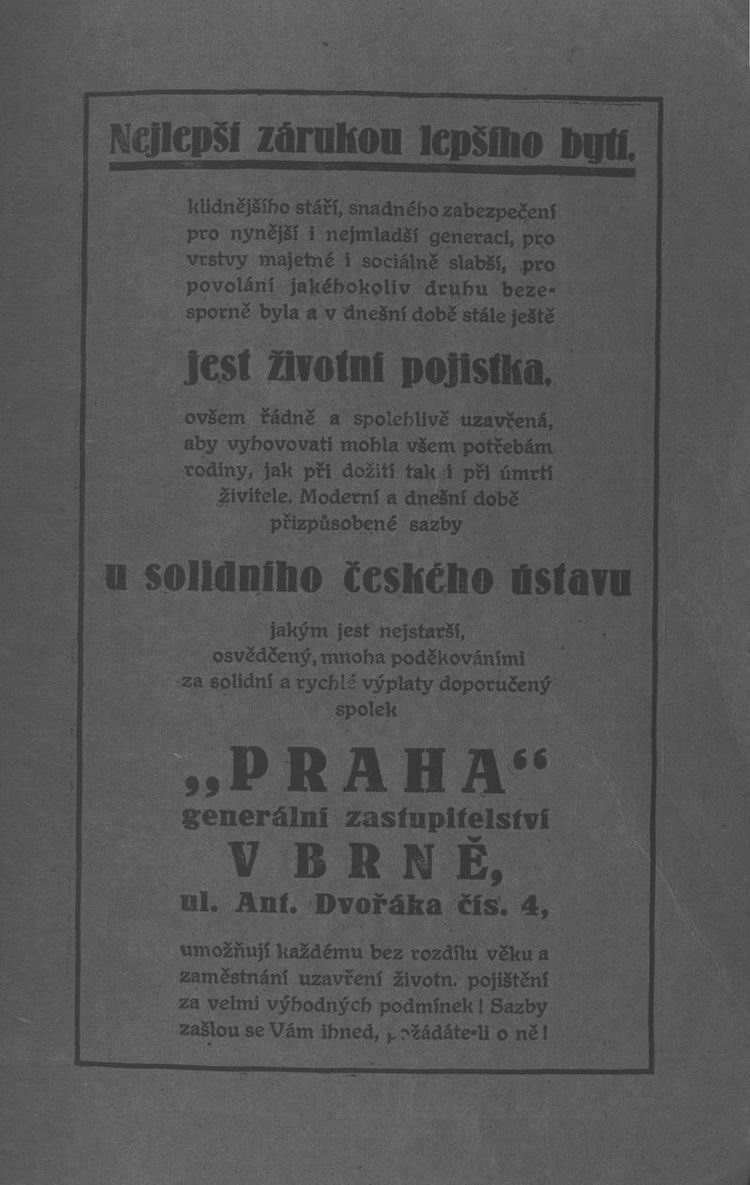 Nejlepší zárukou lepšího bytí,
klidnějšího stáří, snadného zabezpečení
pro nynější i nejmladší generaci, pro
vrstvy majetné i sociálně slabší, pro
povolání jakéhokoliv druhu beze-
sporně byla a v dnešní době stále ještě
jest životní pojistka,
ovšem řádně a spolehlivě uzavřená,
aby vyhovovati mohla všem potřebám
rodiny, jak při dožití tak i při úmrtí
živitele. Moderní a dnešní době
přizpůsobené sazby
u solidního českého ústavu
jakým jest nejstarší,
osvědčený, mnoha poděkováními
za solidní a rychlé výplaty doporučený
spolek
„PRAHA“
generální zastupitelství
V BRNĚ,
ul. Ant. Dvořáka čís. 4,
umožňují každému bez rozdílu věku a
zaměstnání uzavření životn. pojištění
za velmi výhodných podmínek! Sazby
zašlou se Vám ihned, požádáte-li o ně!